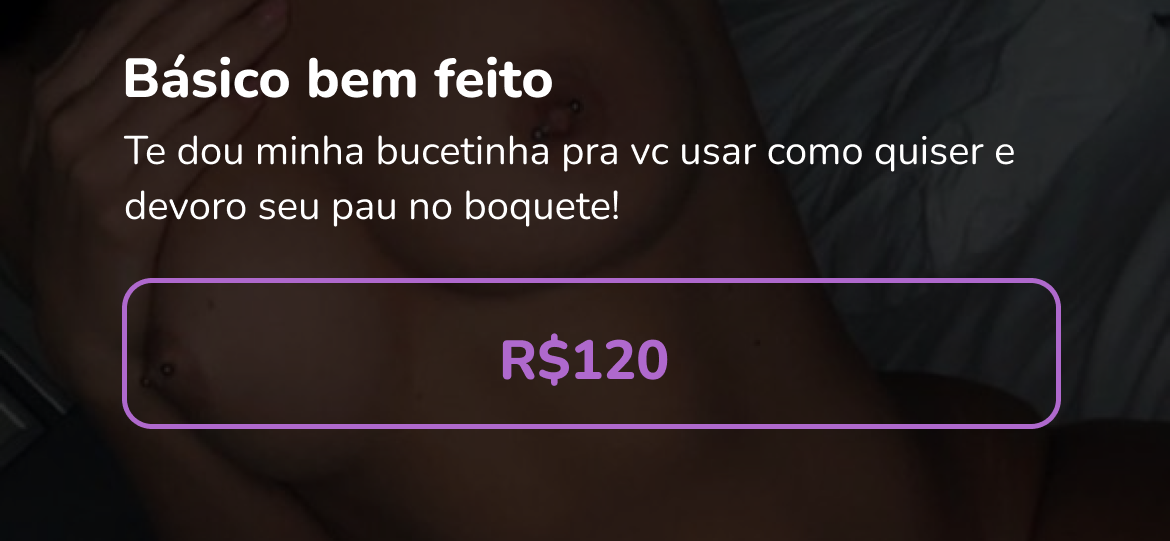 Básico bem feito
Te dou minha bucetinha pra vc usar como quiser e
devoro seu pau no boquete!
R$120